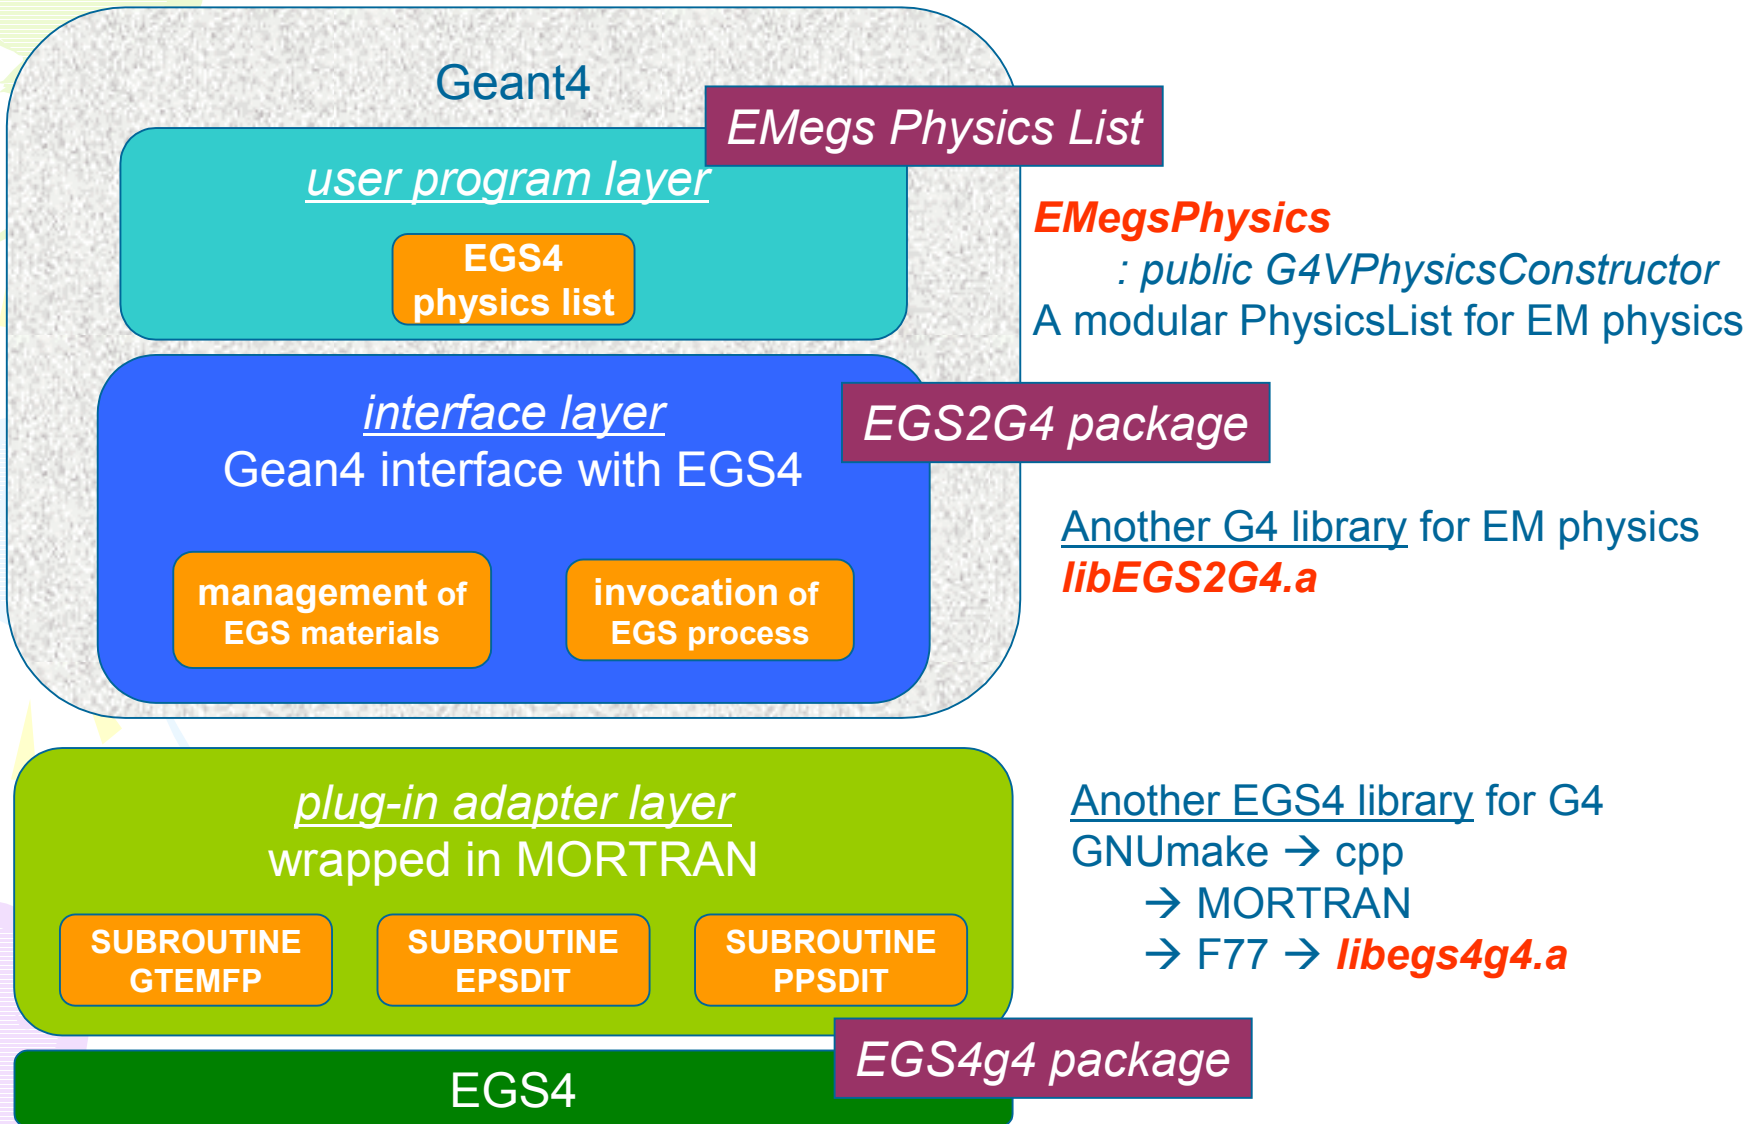 Geant4
EMegs Physics List
user program layer
EGS4
physics list
EMegsPhysics
: public G4VPhysicsConstructor
A modular PhysicsList for EM physics
interface layer
Gean4 interface with EGS4
EGS2G4 package
management of
EGS materials
invocation of
EGS process
Another G4 library for EM physics
libEGS2G4.a
plug-in adapter layer
wrapped in MORTRAN
SUBROUTINE
GTEMFP
SUBROUTINE
EPSDIT
SUBROUTINE
PPSDIT
Another EGS4 library for G4
GNUmake → cpp
→ MORTRAN
→ F77 → libegs4g4.a
EGS4g4 package
EGS4